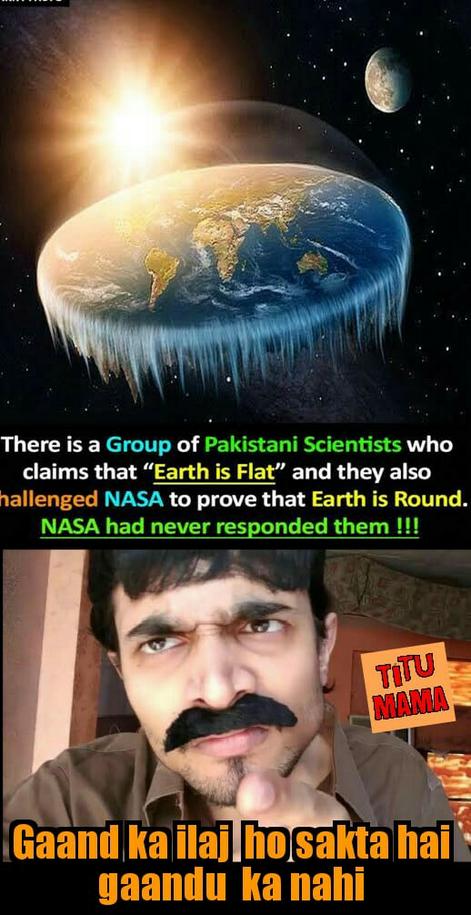 There is a Group of Pakistani Scientists who
claims that “Earth is Flat” and they also
hallenged NASA to prove that Earth is Round.
NASA had never responded them !!!
TiTU
MAMA
Gaand ka ilaj ho sakta hai
gaandu ka nahi